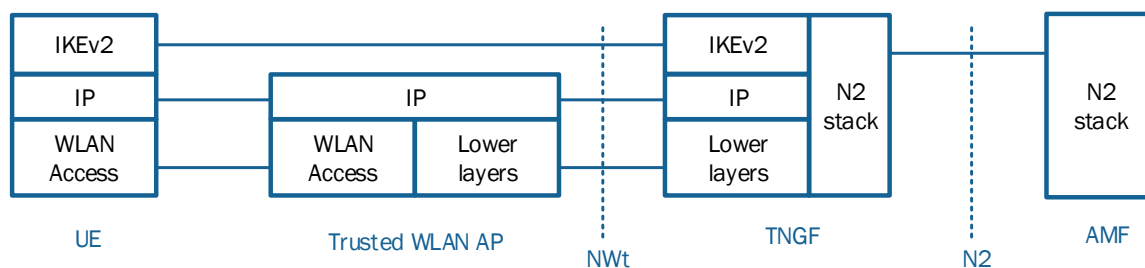 IKEv2
IKEv2
IP
IP
IP
N2
stack
N2
stack
WLAN
Access
WLAN
Access
Lower
layers
Lower
layers
UE
Trusted WLAN AP
NWt
TNGF
N2
AMF